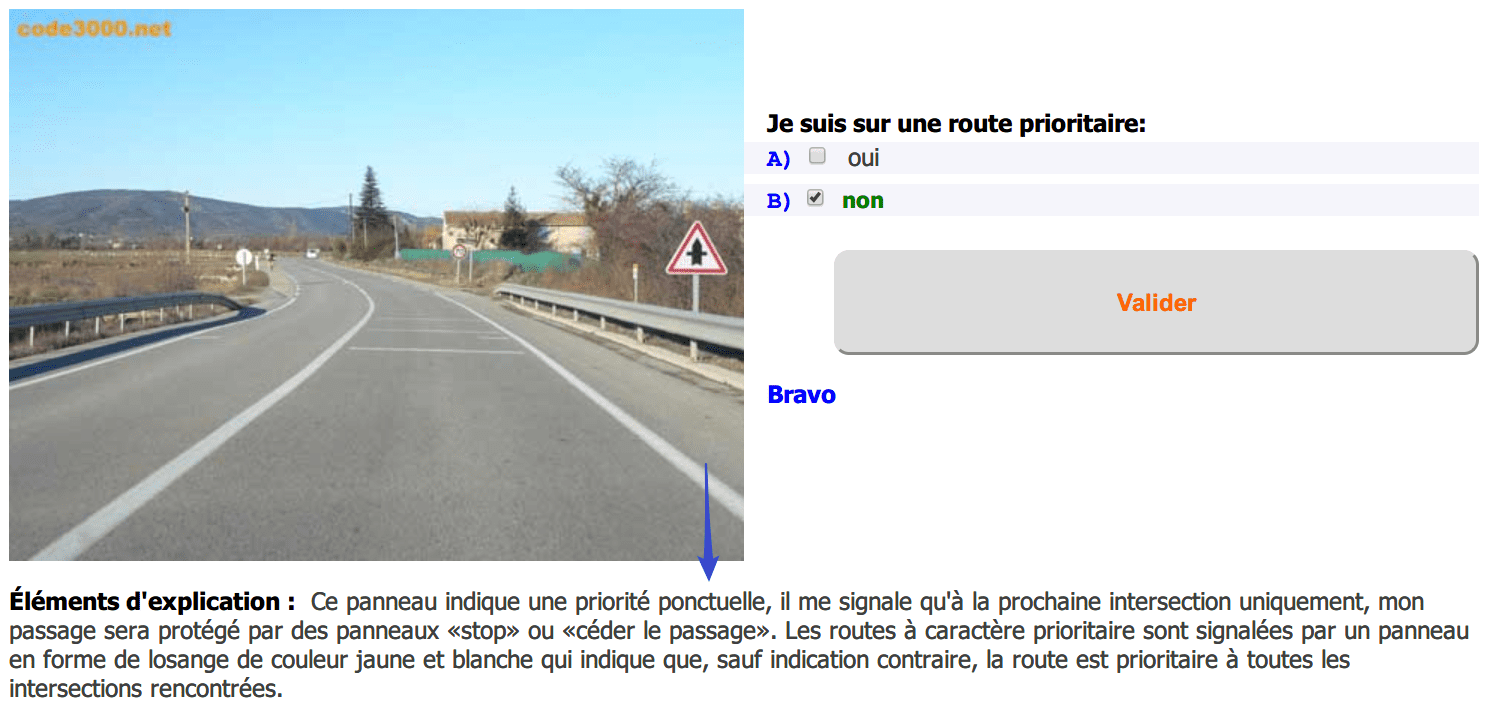 code3000.net
Je suis sur une route prioritaire:
A) oui
B) non
Valider
Bravo
Éléments d'explication : Ce panneau indique une priorité ponctuelle, il me signale qu'à la prochaine intersection uniquement, mon
passage sera protégé par des panneaux «stop» ou «céder le passage». Les routes à caractère prioritaire sont signalées par un panneau
en forme de losange de couleur jaune et blanche qui indique que, sauf indication contraire, la route est prioritaire à toutes les
intersections rencontrées.